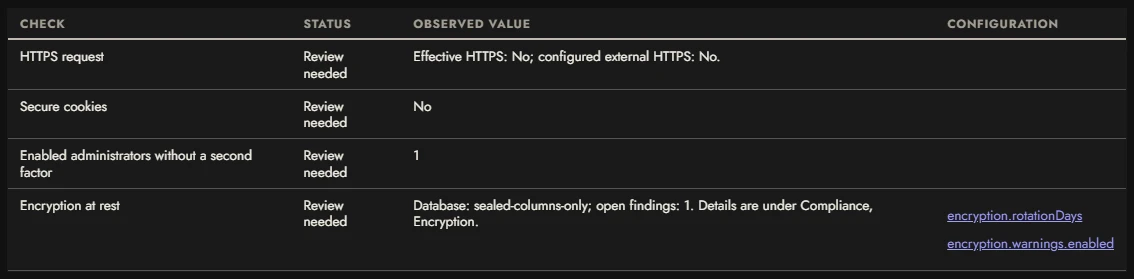 CHECK STATUS OBSERVED VALUE CONFIGURATION
HTTPS request Review needed Effective HTTPS: No; configured external HTTPS: No.
Secure cookies Review needed No
Enabled administrators without a second factor Review needed 1
Encryption at rest Review needed Database: sealed-columns-only; open findings: 1. Details are under Compliance, Encryption.
encryption.rotationDays
encryption.warnings.enabled